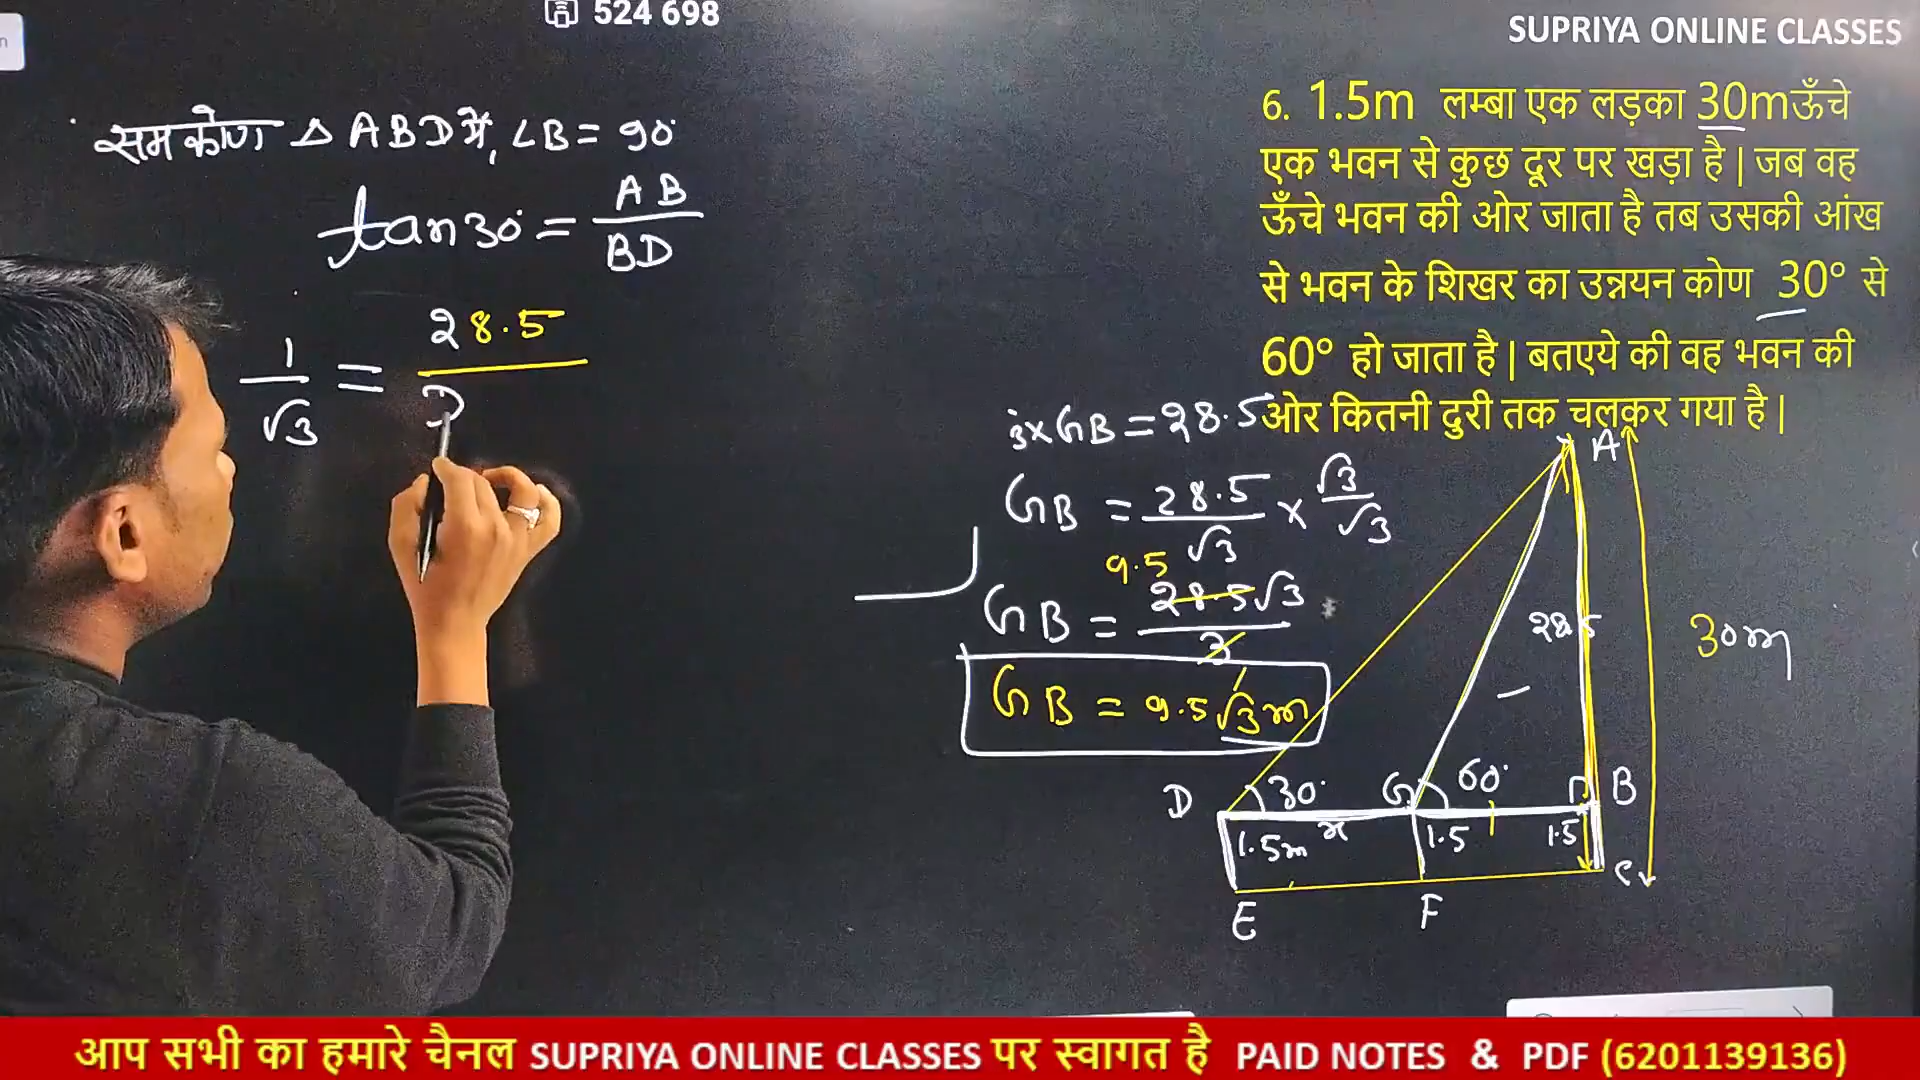 524 698
SUPRIYA ONLINE CLASSES
समकोण △ ABD में, ∠B = 90°
tan30° = AB/BD
1/√3 = 28.5/
6. 1.5m लम्बा एक लड़का 30mऊँचे
एक भवन से कुछ दूर पर खड़ा है | जब वह
ऊँचे भवन की ओर जाता है तब उसकी आंख
से भवन के शिखर का उन्नयन कोण 30° से
60° हो जाता है | बतएये की वह भवन की
ओर कितनी दुरी तक चलकर गया है |
GB = 28.5
GB = 28.5/√3 × √3/√3
9.5
GB = 28.5√3/3
1
GB = 9.5√3m
A
28.5
30m
D 30° G 60° B
1.5m x 1.5 1.5
C
E F
आप सभी का हमारे चैनल SUPRIYA ONLINE CLASSES पर स्वागत है PAID NOTES & PDF (6201139136)